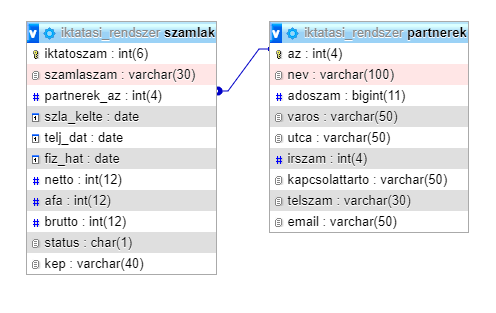 iktatasi_rendszer szamlak
iktatoszam : int(6)
szamlaszam : varchar(30)
partnerek_az : int(4)
szla_kelte : date
telj_dat : date
fiz_hat : date
netto : int(12)
afa : int(12)
brutto : int(12)
status : char(1)
kep : varchar(40)
iktatasi_rendszer partnerek
az : int(4)
nev : varchar(100)
adoszam : bigint(11)
varos : varchar(50)
utca : varchar(50)
irszam : int(4)
kapcsolattarto : varchar(50)
telszam : varchar(30)
email : varchar(50)